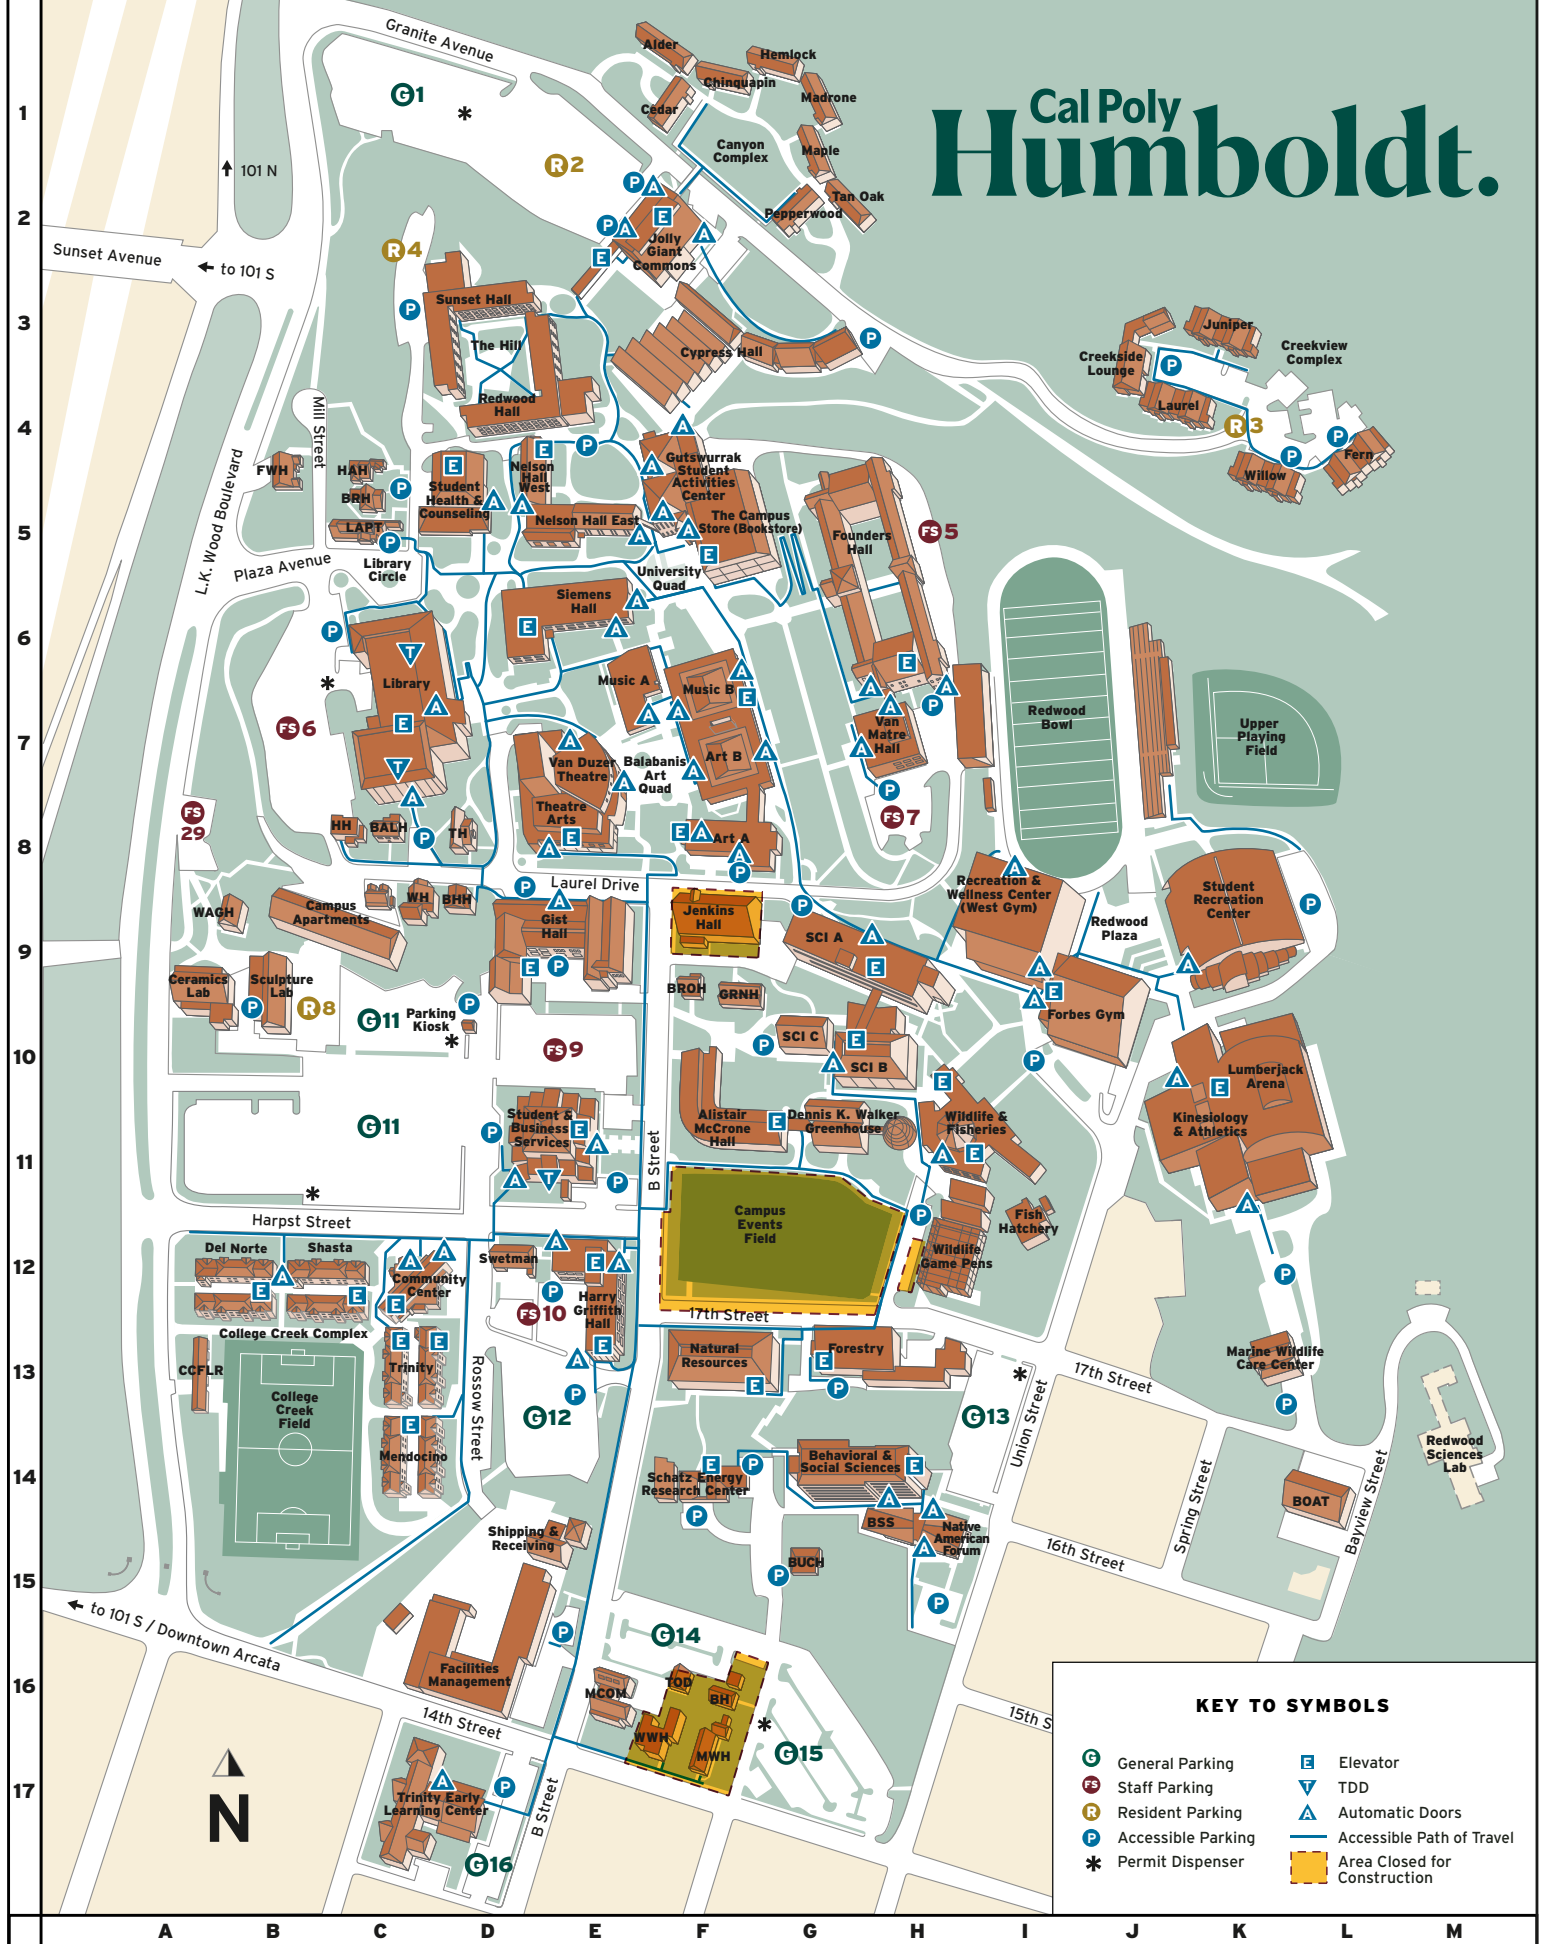 Granite Avenue
Alder
Hemlock
Chinquapin
Cedar
Madrone
Canyon
Complex
Maple
Tan Oak
Pepperwood
Cal Poly
Humboldt.
G1
*
R2
101 N
Sunset Avenue
to 101 S
R4
P
A
E
Jolly
Giant
Commons
Sunset Hall
The Hill
Redwood
Hall
Cypress Hall
Creekside
Lounge
Juniper
Creekview
Complex
Laurel
R3
Willow
Fern
Mill Street
L.K. Wood Boulevard
FWH
HAH
BRH
LAPT
Student
Health &
Counseling
Nelson
Hall
West
Nelson Hall East
Gutswurrak
Student
Activities
Center
The Campus
Store (Bookstore)
Founders
Hall
FS5
Plaza Avenue
Library
Circle
University
Quad
Siemens
Hall
Library
T
FS6
Music A
Music B
Van
Matre
Hall
Redwood
Bowl
Upper
Playing
Field
Van Duzer
Theatre
Balabanis
Art
Quad
Art B
Theatre
Arts
FS7
FS
29
HH
BALH
TH
Art A
Laurel Drive
WAGH
Campus
Apartments
WH
BHH
Gist
Hall
Jenkins
Hall
SCI A
Recreation &
Wellness Center
(West Gym)
Redwood
Plaza
Student
Recreation
Center
Ceramics
Lab
Sculpture
Lab
R8
G11
Parking
Kiosk
*
FS9
BROH
GRNH
SCI C
SCI B
Forbes Gym
Lumberjack
Arena
Kinesiology
& Athletics
G11
Student &
Business
Services
Alistair
McCrone
Hall
Dennis K. Walker
Greenhouse
Wildlife &
Fisheries
B Street
Harpst Street
Campus
Events
Field
Fish
Hatchery
Wildlife
Game Pens
Del Norte
Shasta
Community
Center
College Creek Complex
Swetman
Harry
Griffith
Hall
FS10
17th Street
CCFLR
College
Creek
Field
Trinity
Mendocino
Rossow Street
G12
Natural
Resources
Forestry
G13
Union Street
17th Street
Marine Wildlife
Care Center
Redwood
Sciences
Lab
Schatz Energy
Research Center
Behavioral &
Social Sciences
BSS
Native
American
Forum
BUCH
16th Street
Spring Street
BOAT
Bayview Street
Shipping &
Receiving
to 101 S / Downtown Arcata
Facilities
Management
G14
MCOM
TOD
BH
WWH
MWH
G15
14th Street
15th S
Trinity Early
Learning Center
B Street
G16
N
KEY TO SYMBOLS
G General Parking
FS Staff Parking
R Resident Parking
P Accessible Parking
* Permit Dispenser
E Elevator
T TDD
A Automatic Doors
Accessible Path of Travel
Area Closed for
Construction
1
2
3
4
5
6
7
8
9
10
11
12
13
14
15
16
17
A B C D E F G H I J K L M